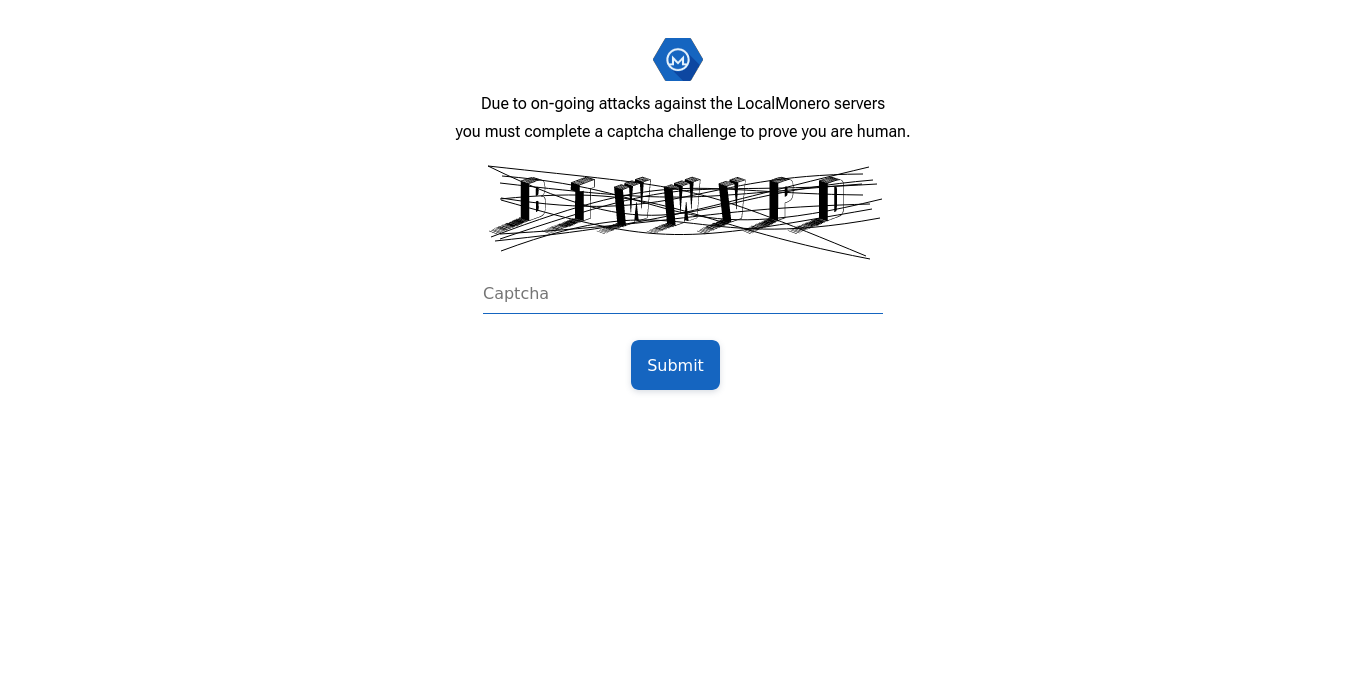 Due to on-going attacks against the LocalMonero servers
you must complete a captcha challenge to prove you are human.
Captcha
Submit